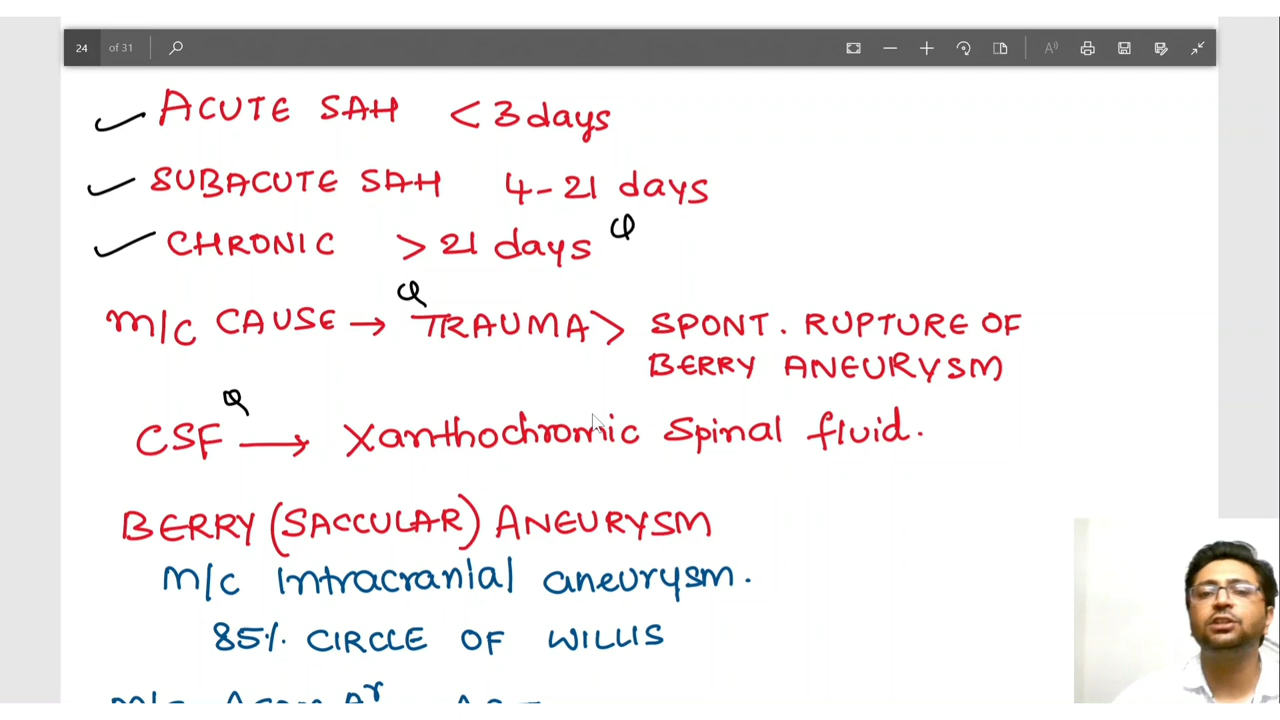 24 of 31
ACUTE SAH < 3 days
SUBACUTE SAH 4-21 days
CHRONIC > 21 days
M/C CAUSE → TRAUMA > SPONT. RUPTURE OF
BERRY ANEURYSM
CSF → Xanthochromic Spinal fluid.
BERRY (SACCULAR) ANEURYSM
M/C Intracranial aneurysm.
85% CIRCLE OF WILLIS